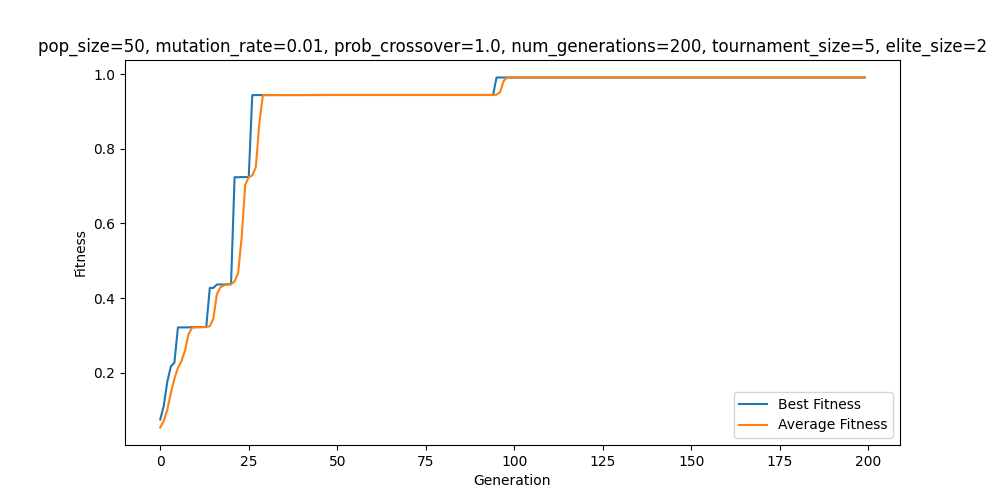 pop_size=50, mutation_rate=0.01, prob_crossover=1.0, num_generations=200, tournament_size=5, elite_size=2
1.0
0.8
0.6
0.4
0.2
Fitness
Best Fitness
Average Fitness
0 25 50 75 100 125 150 175 200
Generation